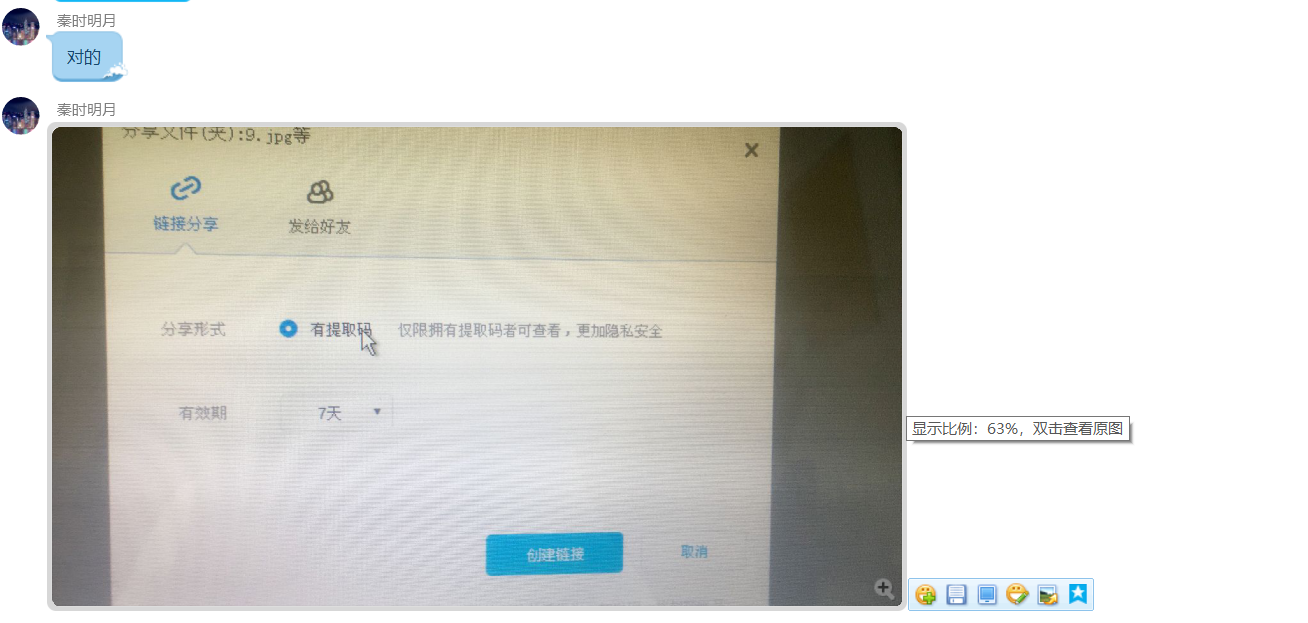 秦时明月
对的
秦时明月
分享文件(夹):9.jpg等
链接分享
发给好友
分享形式 有提取码 仅限拥有提取码者可查看，更加隐私安全
有效期 7天
显示比例：63%，双击查看原图
创建链接 取消